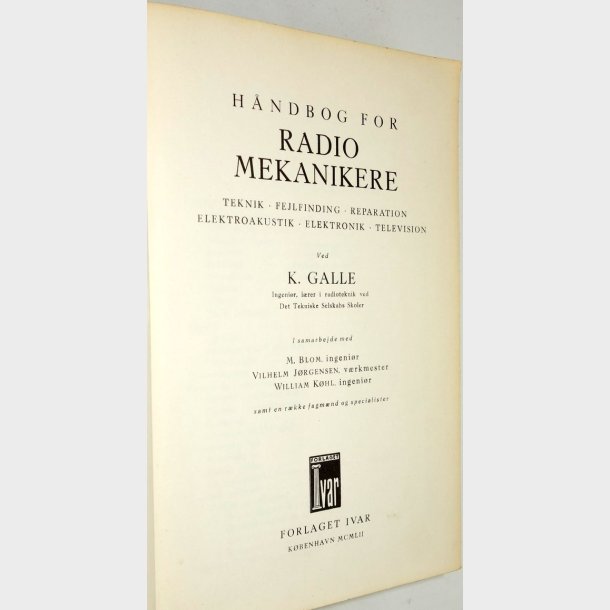 HÅNDBOG FOR
RADIO
MEKANIKERE
TEKNIK · FEJLFINDING · REPARATION
ELEKTROAKUSTIK · ELEKTRONIK · TELEVISION
Ved
K. GALLE
Ingeniør, lærer i radioteknik ved
Det Tekniske Selskabs Skoler
I samarbejde med
M. BLOM, ingeniør
VILHELM JØRGENSEN, værkmester
WILLIAM KØHL, ingeniør
samt en række fagmænd og specialister
FORLAGET
Ivar
FORLAGET IVAR
KØBENHAVN MCMLII